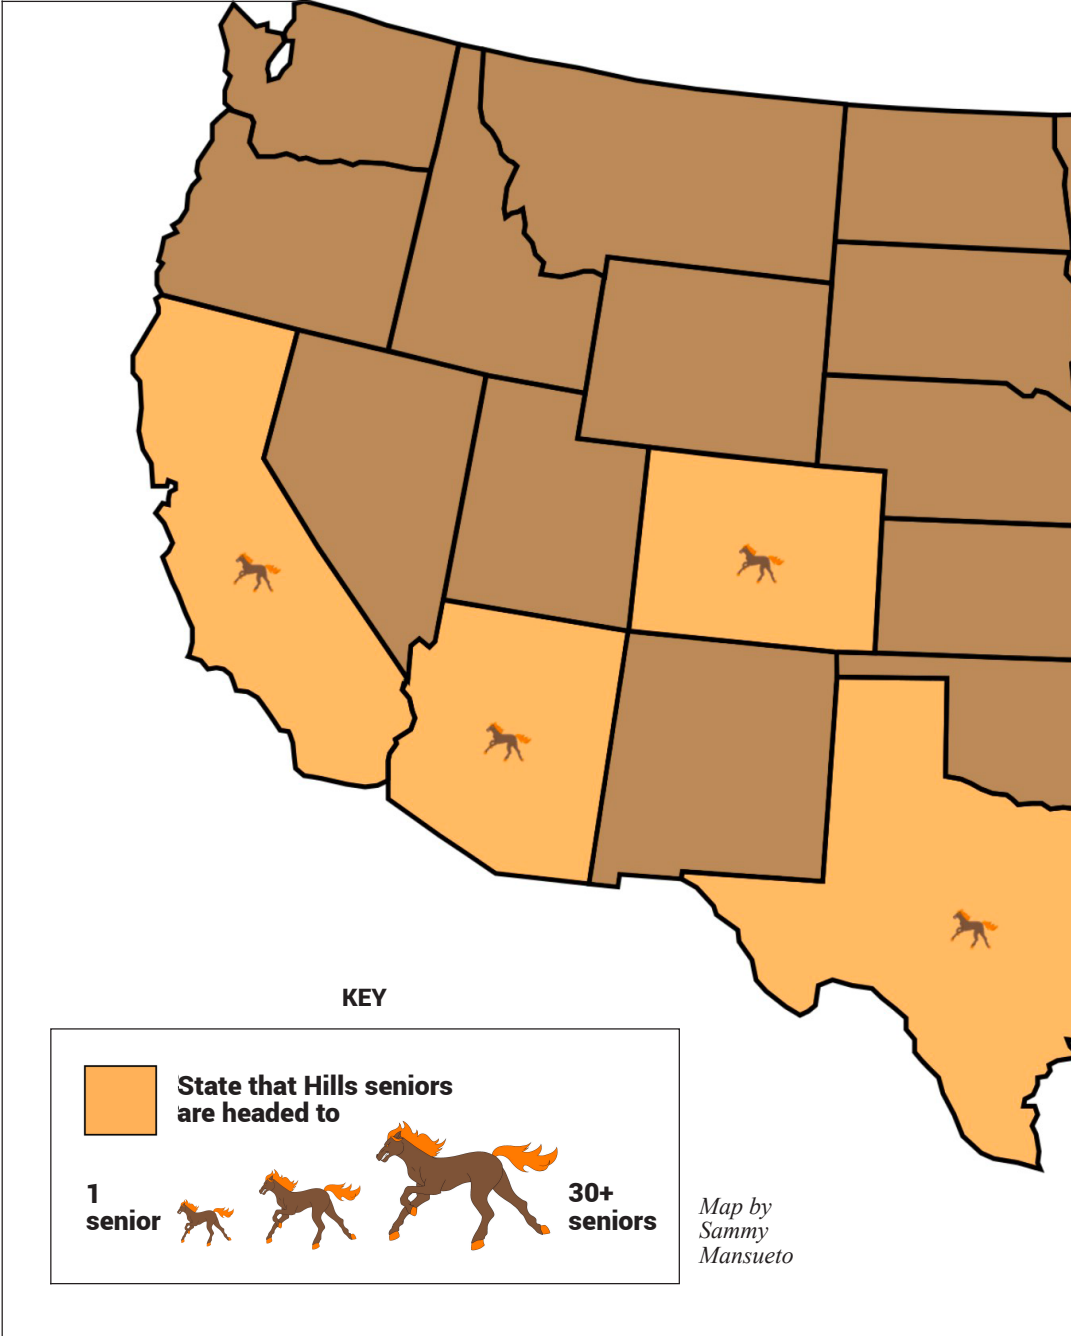 KEY
State that Hills seniors
are headed to
1
senior
30+
seniors
Map by
Sammy
Mansueto